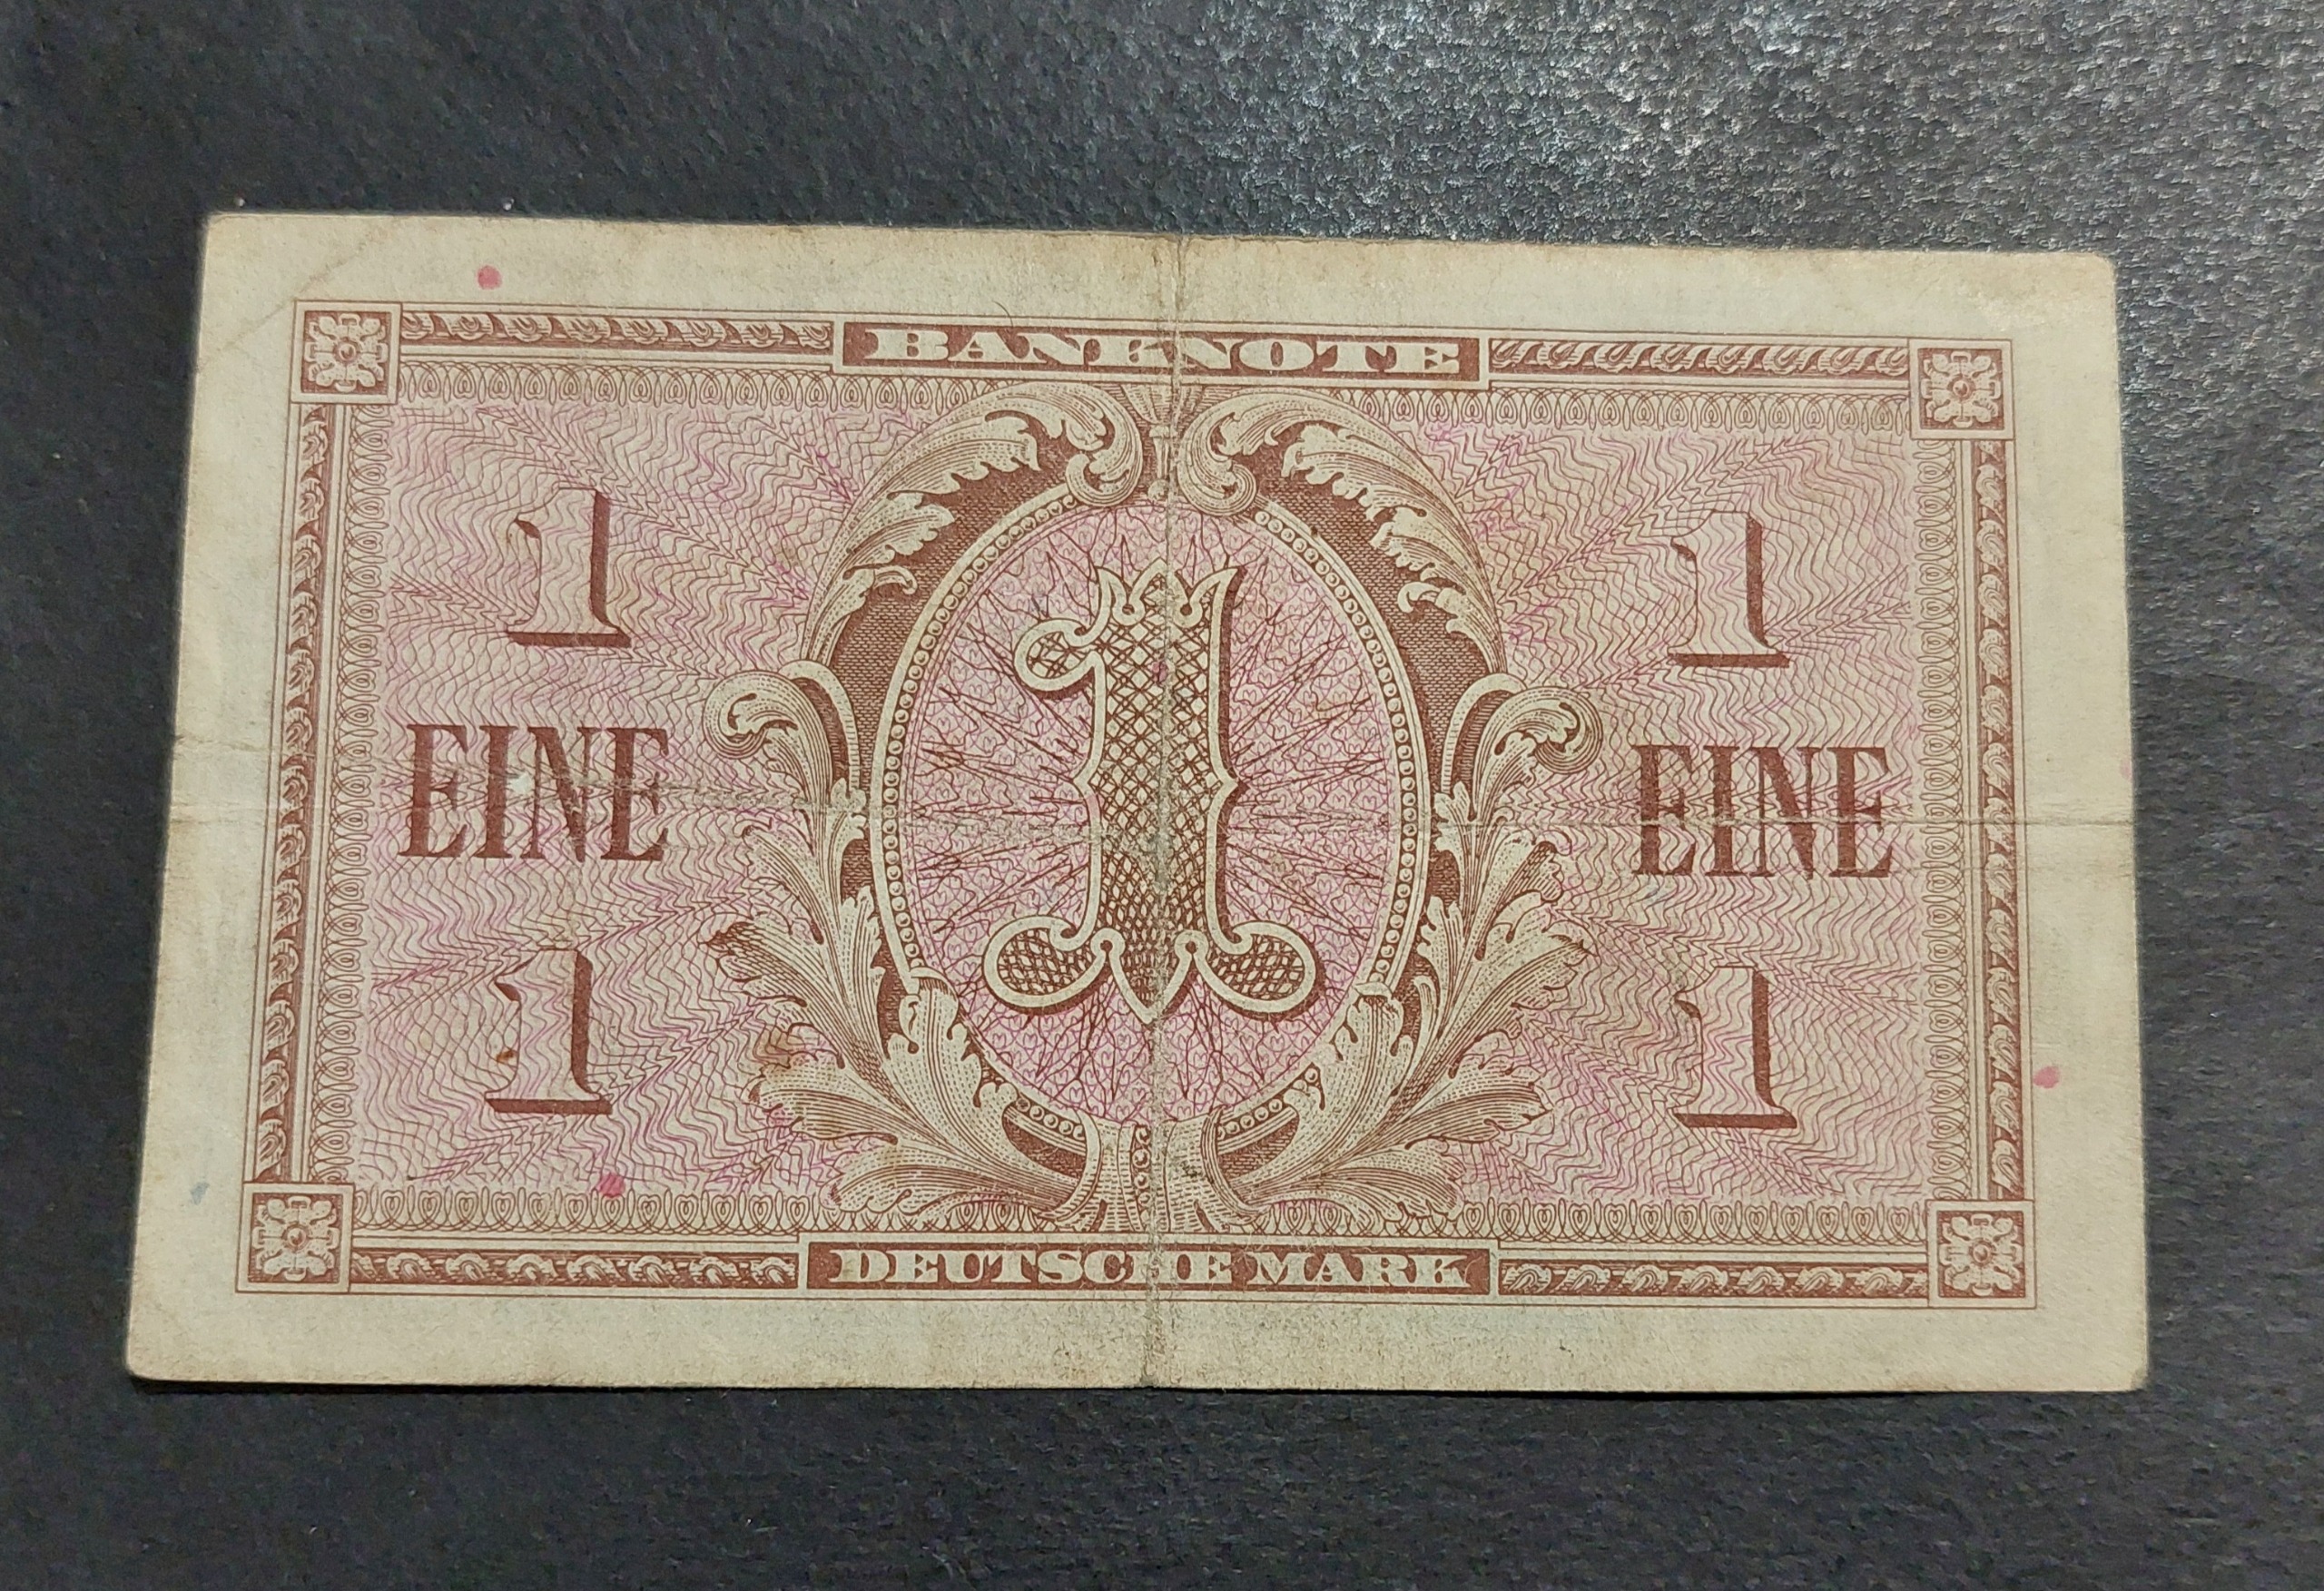 BANKNOTE
1 1
EINE 1 EINE
1 1
DEUTSCHE MARK